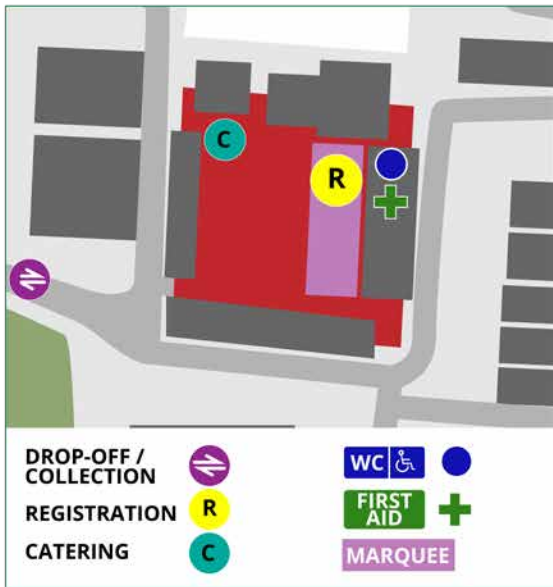 C
R
DROP-OFF /
COLLECTION
REGISTRATION R
CATERING C
WC
FIRST
AID
MARQUEE